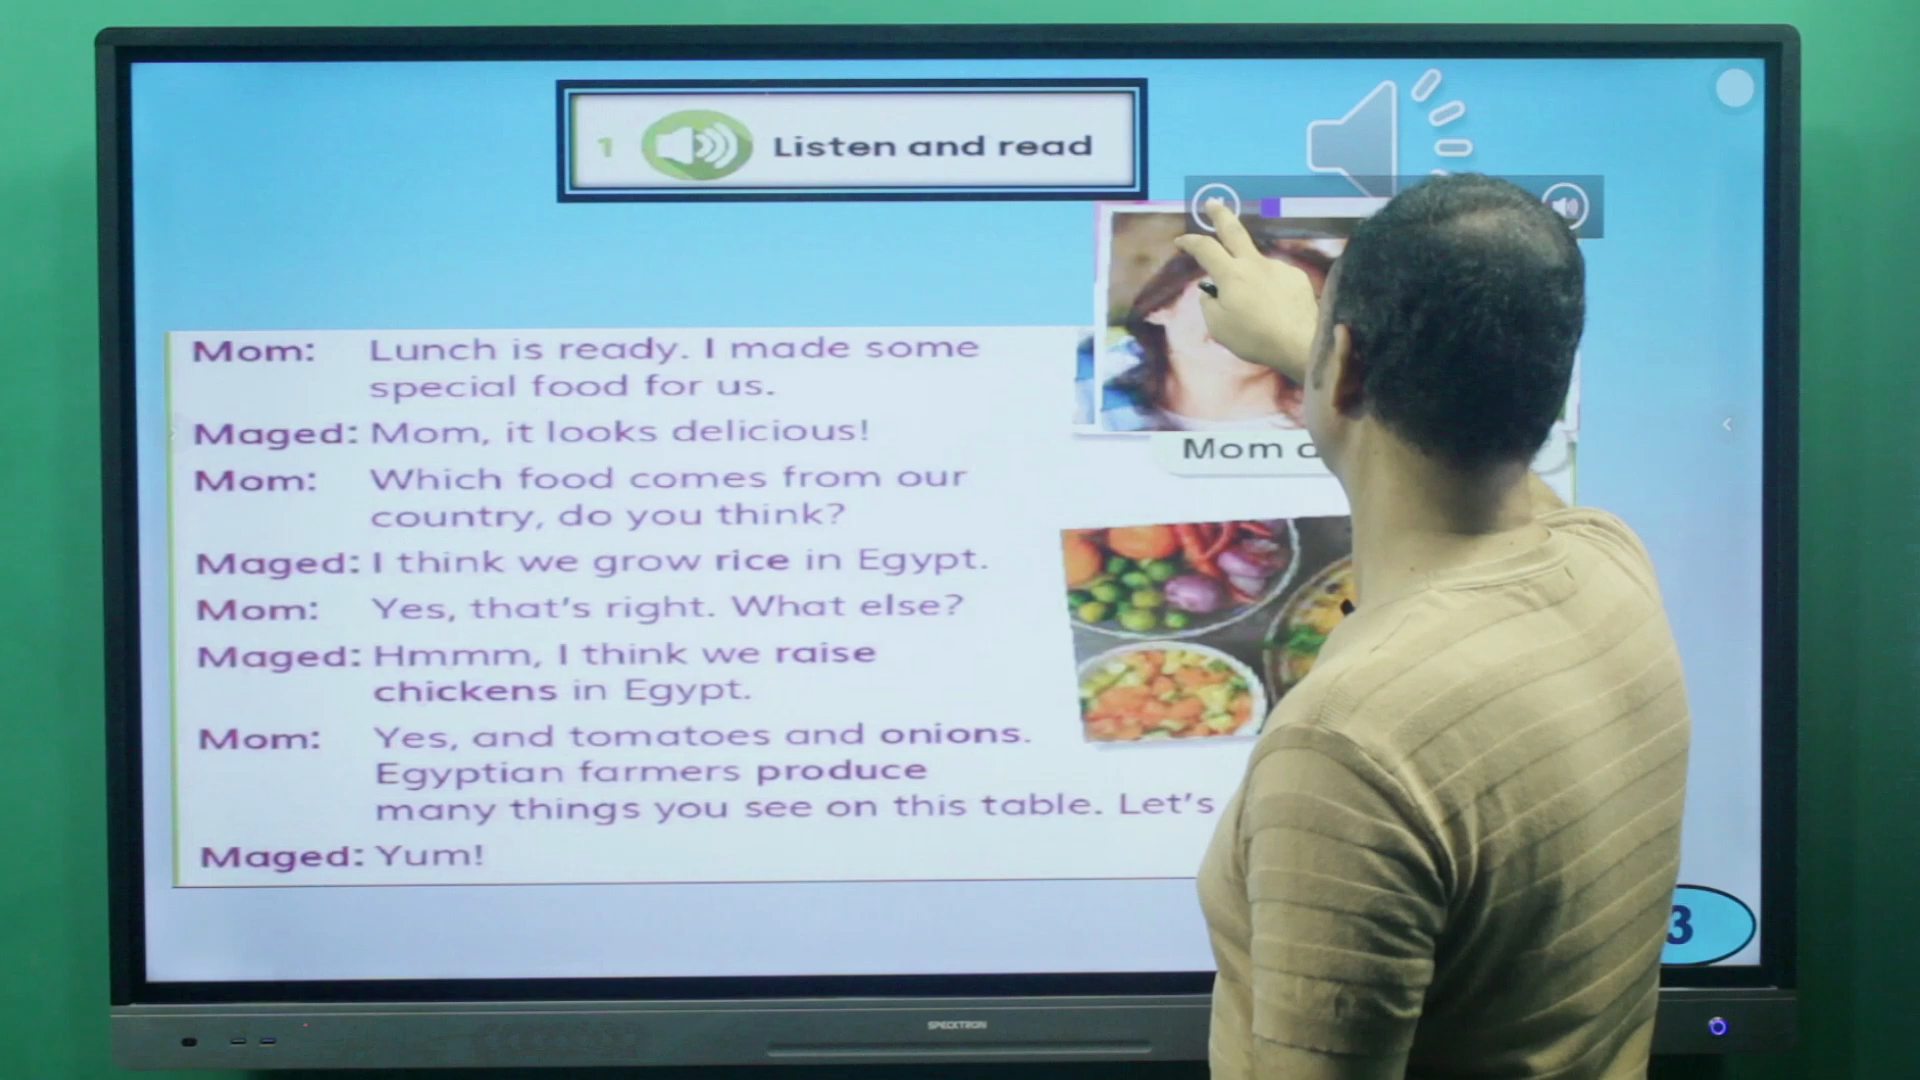 1 Listen and read
Mom: Lunch is ready. I made some
special food for us.
Maged: Mom, it looks delicious!
Mom
Mom: Which food comes from our
country, do you think?
Maged: I think we grow rice in Egypt.
Mom: Yes, that's right. What else?
Maged: Hmmm, I think we raise
chickens in Egypt.
Mom: Yes, and tomatoes and onions.
Egyptian farmers produce
many things you see on this table. Let's
Maged: Yum!
3
SPECKTRON